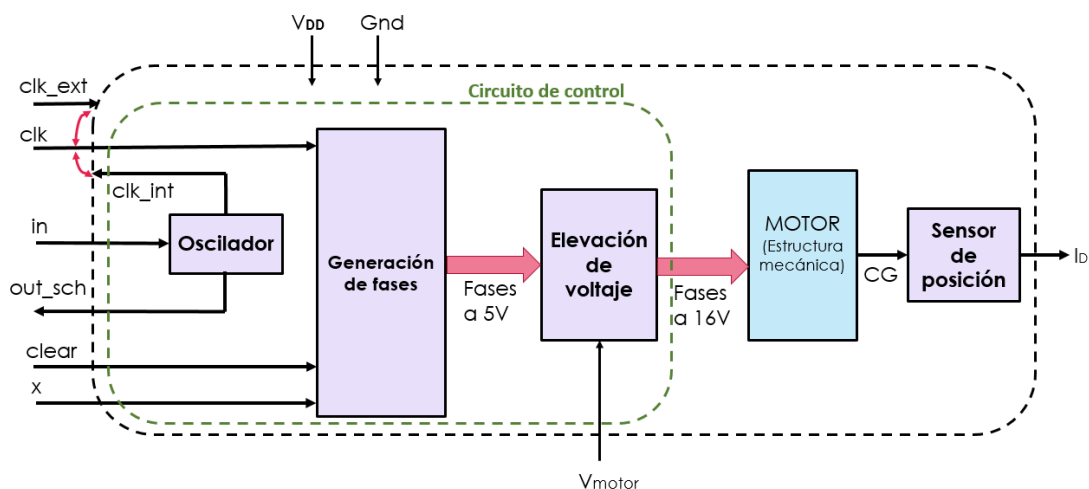 VDD
Gnd
clk_ext
Circuito de control
clk
clk_int
in
Oscilador
out_sch
clear
x
Generación
de fases
Fases
a 5V
Elevación
de
voltaje
Fases
a 16V
Vmotor
MOTOR
(Estructura
mecánica)
CG
Sensor
de
posición
ID